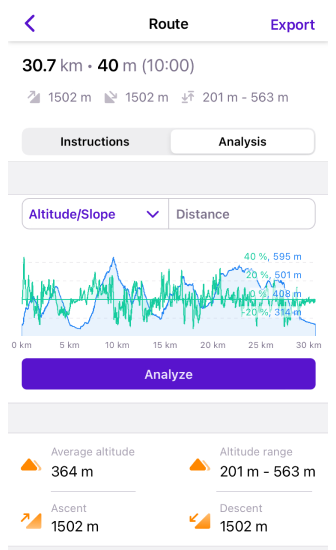 Route
Export
30.7 km • 40 m (10:00)
1502 m 1502 m 201 m - 563 m
Instructions
Analysis
Altitude/Slope
Distance
40 %, 595 m
20 %, 501 m
0 %, 408 m
-20 %, 314 m
0 km 5 km 10 km 15 km 20 km 25 km 30 km
Analyze
Average altitude
364 m
Altitude range
201 m - 563 m
Ascent
1502 m
Descent
1502 m